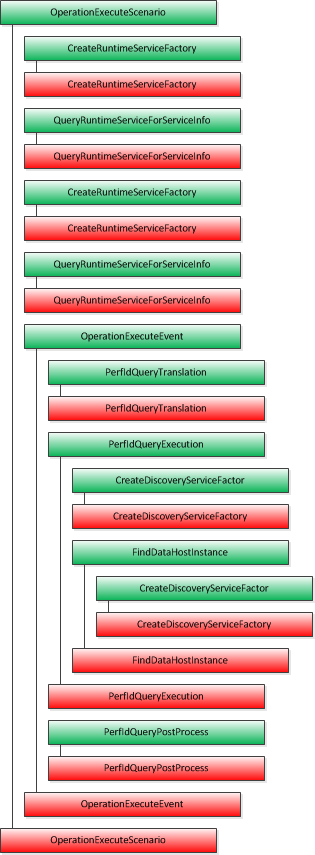 OperationExecuteScenario
CreateRuntimeServiceFactory
CreateRuntimeServiceFactory
QueryRuntimeServiceForServiceInfo
QueryRuntimeServiceForServiceInfo
CreateRuntimeServiceFactory
CreateRuntimeServiceFactory
QueryRuntimeServiceForServiceInfo
QueryRuntimeServiceForServiceInfo
OperationExecuteEvent
PerfIdQueryTranslation
PerfIdQueryTranslation
PerfIdQueryExecution
CreateDiscoveryServiceFactor
CreateDiscoveryServiceFactory
FindDataHostInstance
CreateDiscoveryServiceFactor
CreateDiscoveryServiceFactory
FindDataHostInstance
PerfIdQueryExecution
PerfIdQueryPostProcess
PerfIdQueryPostProcess
OperationExecuteEvent
OperationExecuteScenario